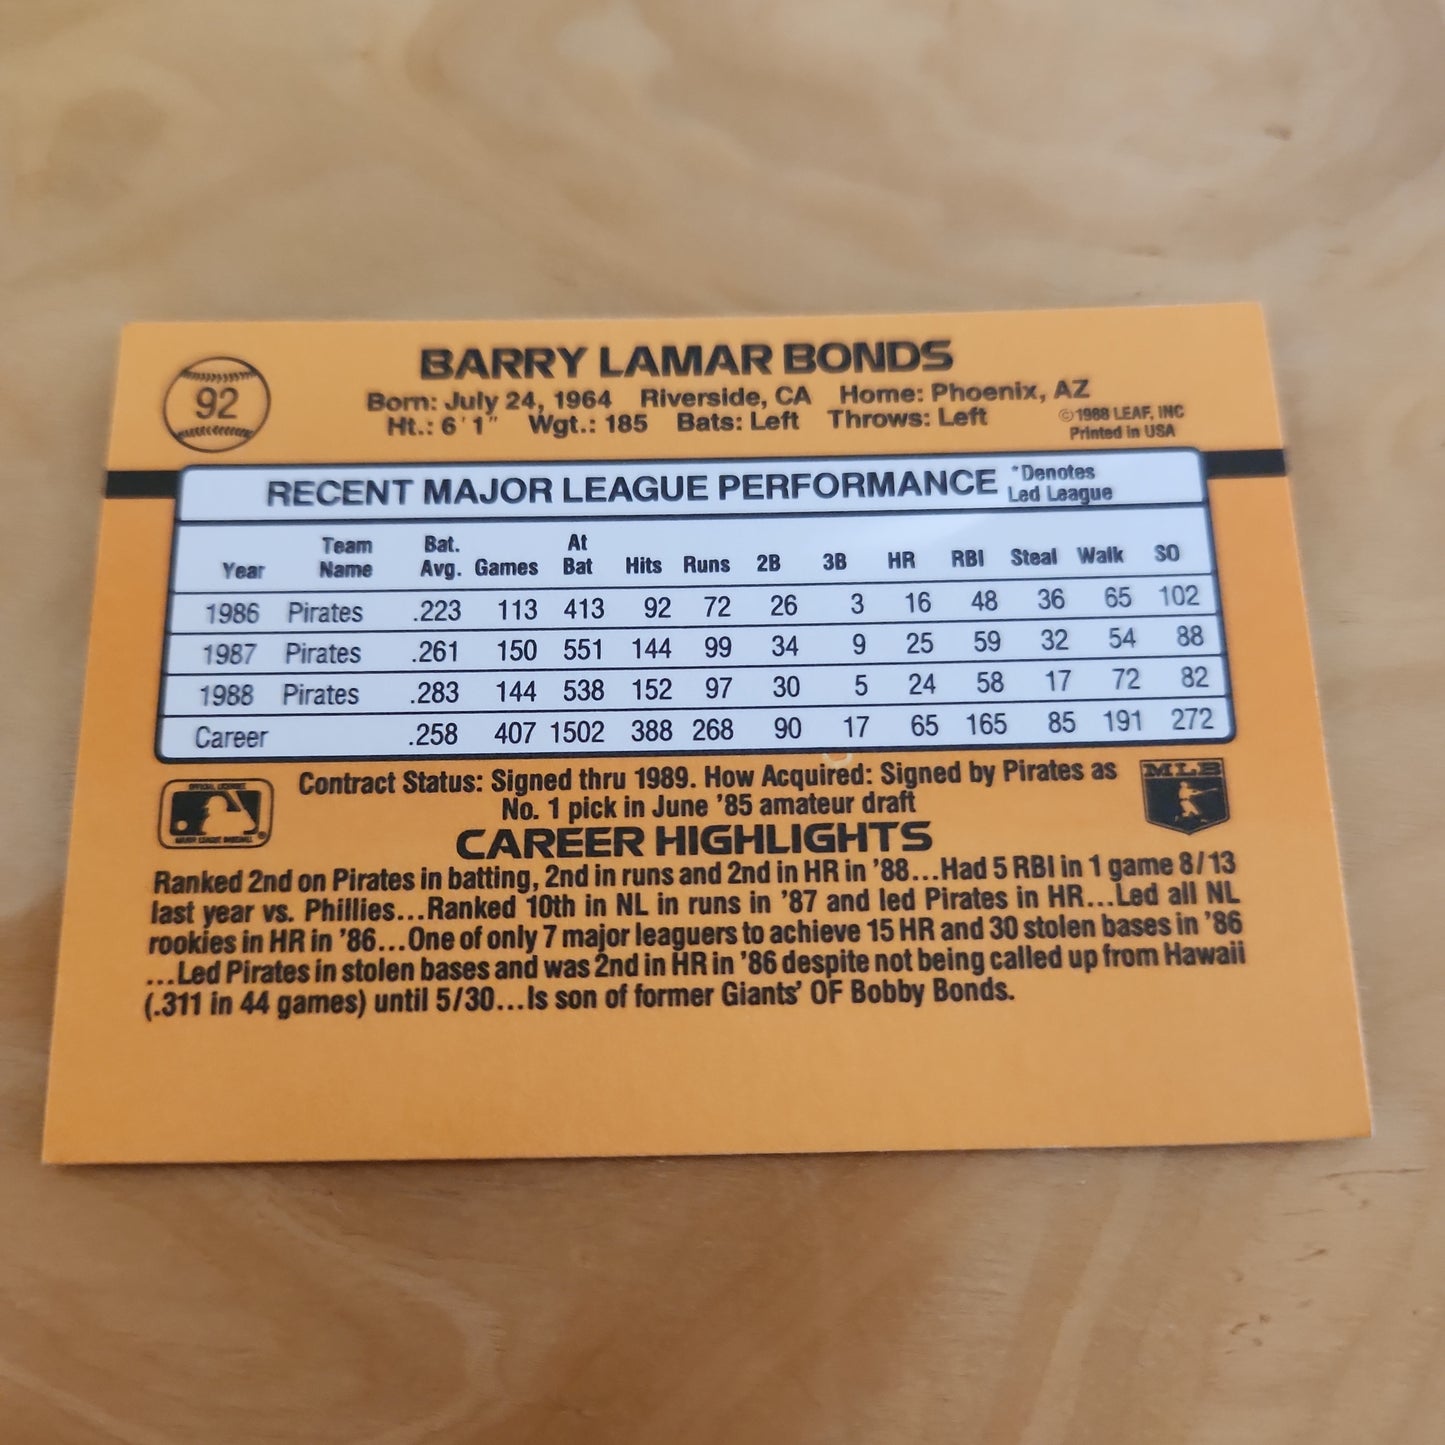 92
BARRY LAMAR BONDS
Born: July 24, 1964 Riverside, CA Home: Phoenix, AZ
Ht.: 6'1" Wgt.: 185 Bats: Left Throws: Left
©1988 LEAF, INC
Printed in USA
RECENT MAJOR LEAGUE PERFORMANCE *Denotes
Led League
Year Team Name Bat. Avg. Games At Bat Hits Runs 2B 3B HR RBI Steal Walk SO
1986 Pirates .223 113 413 92 72 26 3 16 48 36 65 102
1987 Pirates .261 150 551 144 99 34 9 25 59 32 54 88
1988 Pirates .283 144 538 152 97 30 5 24 58 17 72 82
Career .258 407 1502 388 268 90 17 65 165 85 191 272
Contract Status: Signed thru 1989. How Acquired: Signed by Pirates as
No. 1 pick in June '85 amateur draft
MLB
CAREER HIGHLIGHTS
Ranked 2nd on Pirates in batting, 2nd in runs and 2nd in HR in '88...Had 5 RBI in 1 game 8/13
last year vs. Phillies...Ranked 10th in NL in runs in '87 and led Pirates in HR...Led all NL
rookies in HR in '86...One of only 7 major leaguers to achieve 15 HR and 30 stolen bases in '86
...Led Pirates in stolen bases and was 2nd in HR in '86 despite not being called up from Hawaii
(.311 in 44 games) until 5/30...Is son of former Giants' OF Bobby Bonds.